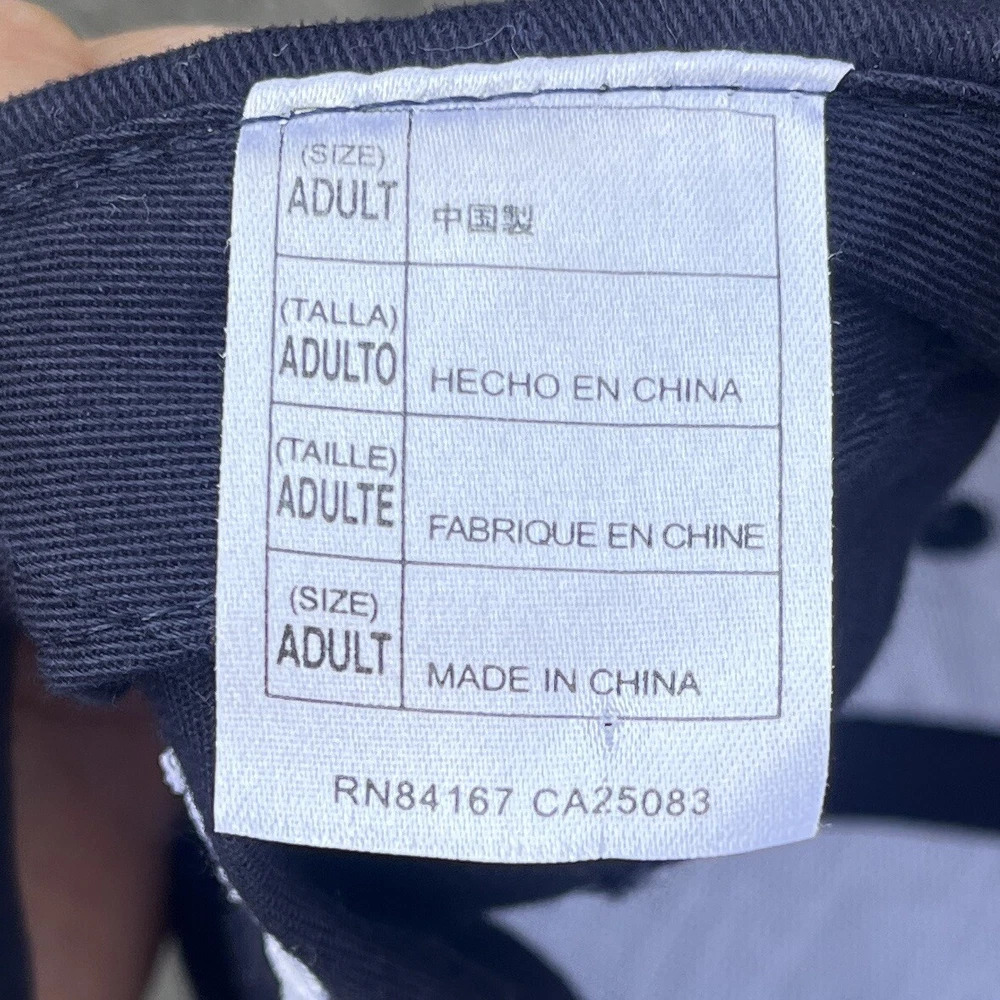 (SIZE)
ADULT
中国製
(TALLA)
ADULTO
HECHO EN CHINA
(TAILLE)
ADULTE
FABRIQUE EN CHINE
(SIZE)
ADULT
MADE IN CHINA
RN84167 CA25083